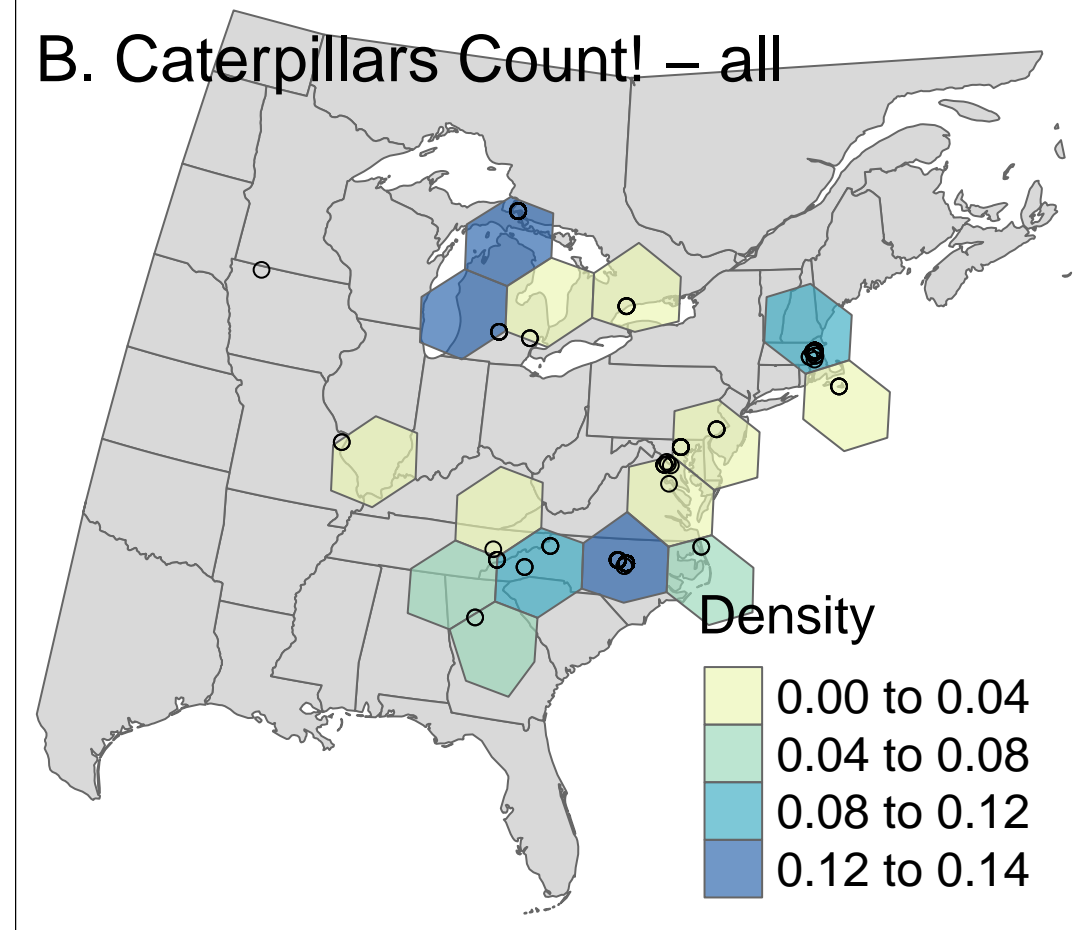 B. Caterpillars Count! – all
Density
0.00 to 0.04
0.04 to 0.08
0.08 to 0.12
0.12 to 0.14